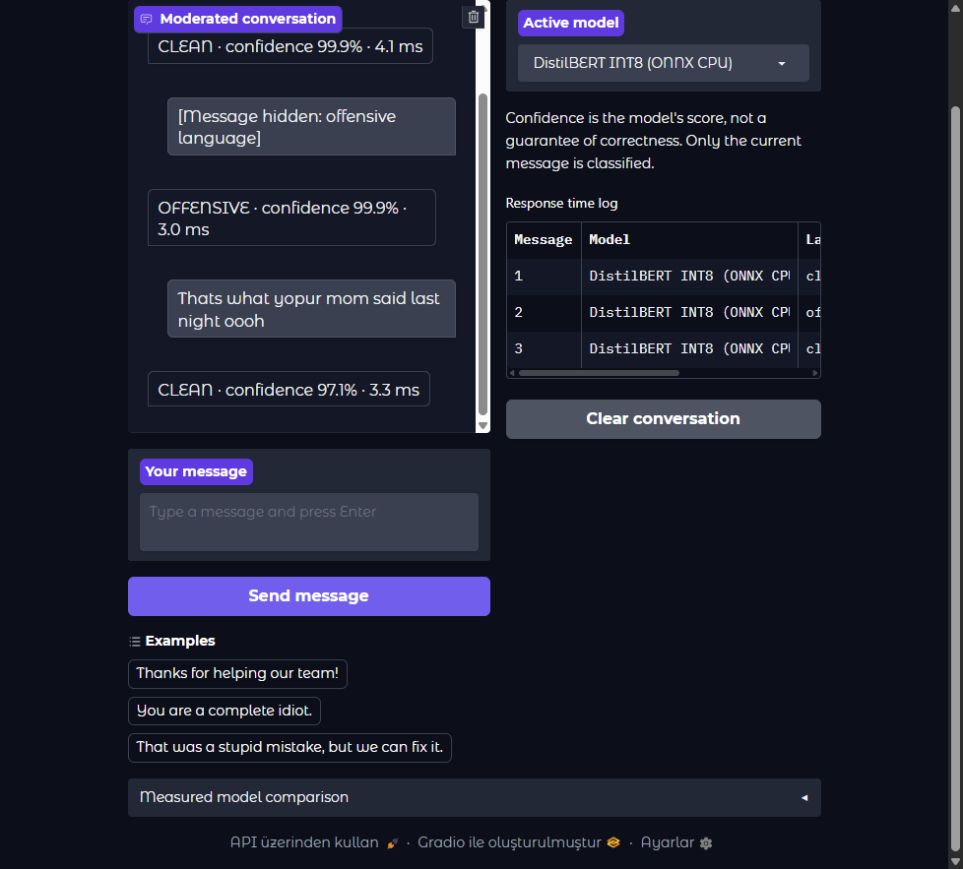 Moderated conversation
CLEAN · confidence 99.9% · 4.1 ms
[Message hidden: offensive
language]
OFFENSIVE · confidence 99.9% ·
3.0 ms
Thats what yopur mom said last
night oooh
CLEAN · confidence 97.1% · 3.3 ms
Your message
Type a message and press Enter
Send message
Examples
Thanks for helping our team!
You are a complete idiot.
That was a stupid mistake, but we can fix it.
Active model
DistilBERT INT8 (ONNX CPU)
Confidence is the model's score, not a
guarantee of correctness. Only the current
message is classified.
Response time log
Message Model La
1 DistilBERT INT8 (ONNX CPU cl
2 DistilBERT INT8 (ONNX CPU of
3 DistilBERT INT8 (ONNX CPU cl
Clear conversation
Measured model comparison
API üzerinden kullan · Gradio ile oluşturulmuştur · Ayarlar